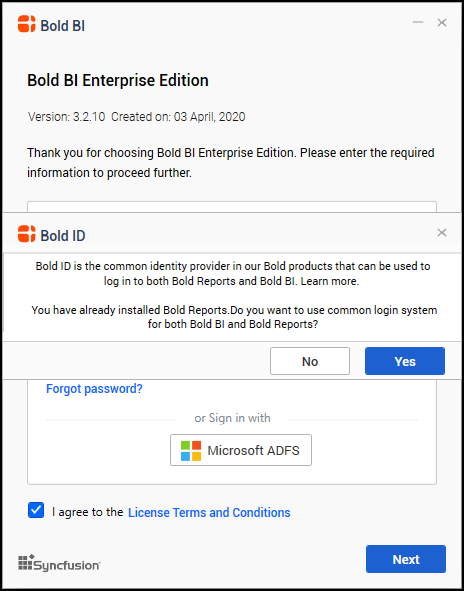 Bold BI
Bold BI Enterprise Edition
Version: 3.2.10 Created on: 03 April, 2020
Thank you for choosing Bold BI Enterprise Edition. Please enter the required
information to proceed further.
Bold ID
Bold ID is the common identity provider in our Bold products that can be used to
log in to both Bold Reports and Bold BI. Learn more.
You have already installed Bold Reports.Do you want to use common login system
for both Bold BI and Bold Reports?
No
Yes
Forgot password?
or Sign in with
Microsoft ADFS
I agree to the License Terms and Conditions
Syncfusion
Next